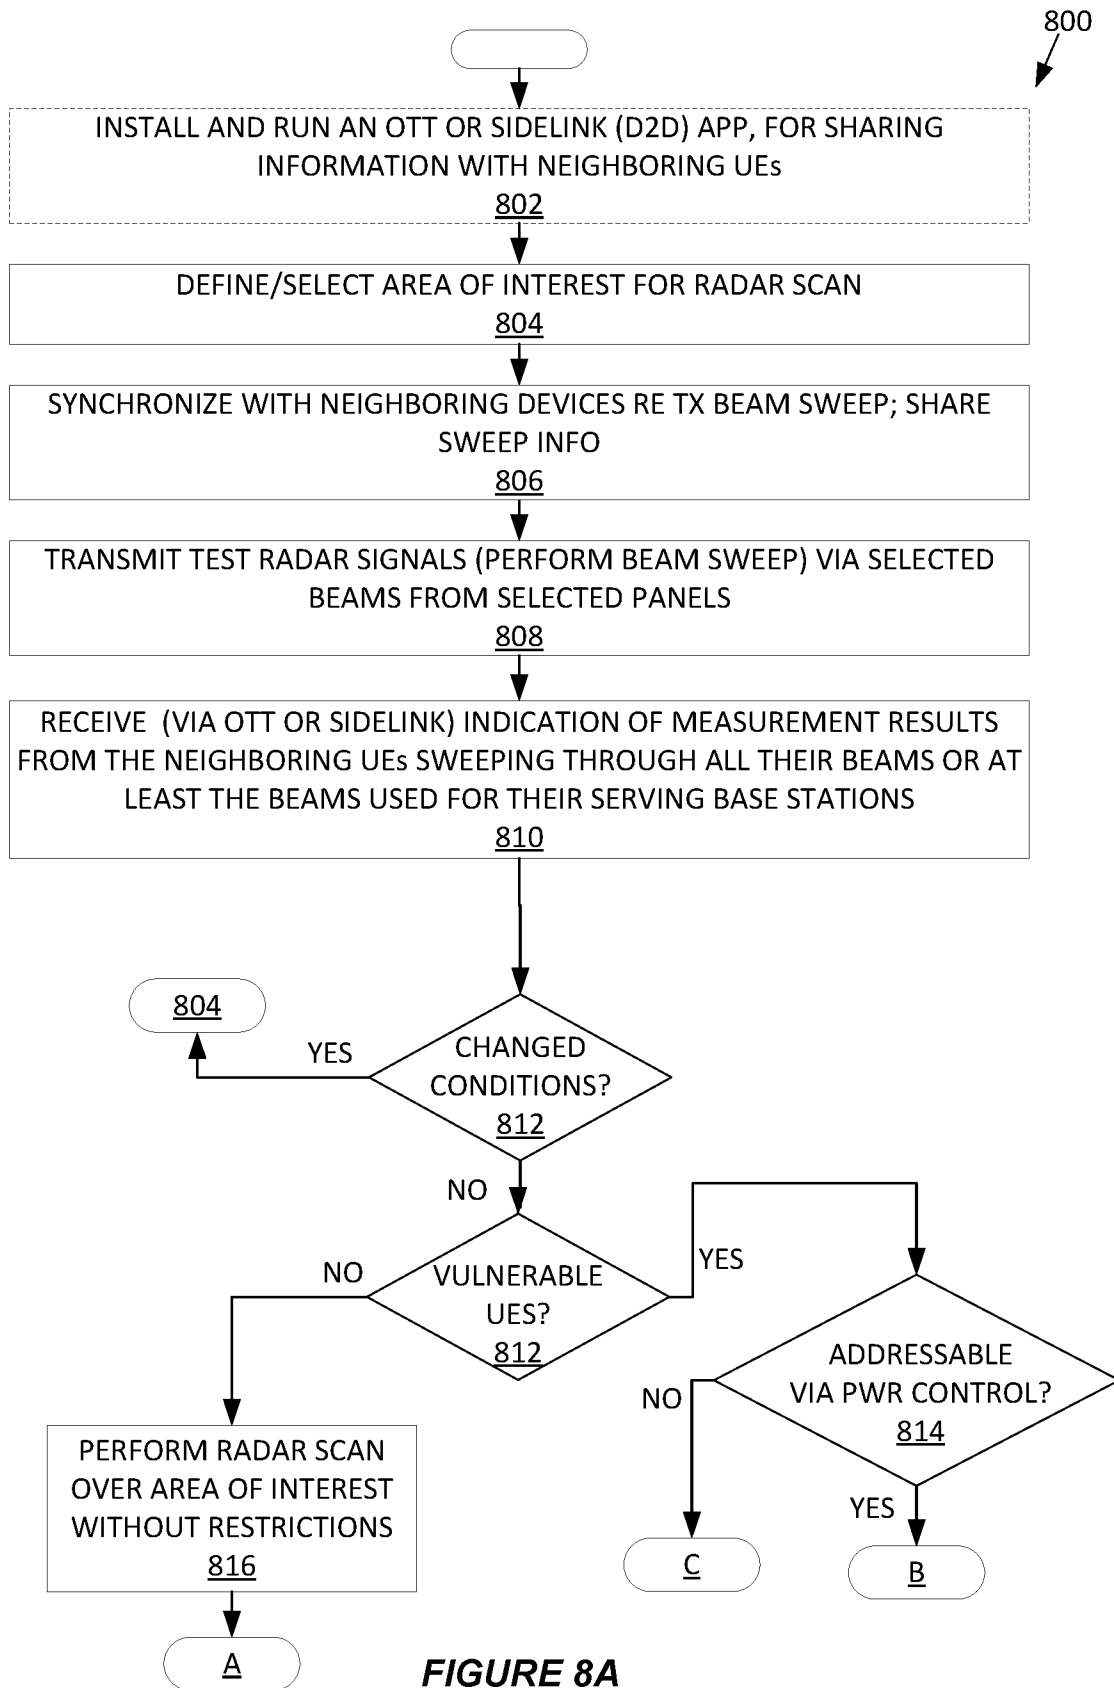 800
INSTALL AND RUN AN OTT OR SIDELINK (D2D) APP, FOR SHARING
INFORMATION WITH NEIGHBORING UEs
802
DEFINE/SELECT AREA OF INTEREST FOR RADAR SCAN
804
SYNCHRONIZE WITH NEIGHBORING DEVICES RE TX BEAM SWEEP; SHARE
SWEEP INFO
806
TRANSMIT TEST RADAR SIGNALS (PERFORM BEAM SWEEP) VIA SELECTED
BEAMS FROM SELECTED PANELS
808
RECEIVE (VIA OTT OR SIDELINK) INDICATION OF MEASUREMENT RESULTS
FROM THE NEIGHBORING UEs SWEEPING THROUGH ALL THEIR BEAMS OR AT
LEAST THE BEAMS USED FOR THEIR SERVING BASE STATIONS
810
804
YES
CHANGED
CONDITIONS?
812
NO
NO
VULNERABLE
UES?
812
YES
ADDRESSABLE
VIA PWR CONTROL?
814
NO
YES
PERFORM RADAR SCAN
OVER AREA OF INTEREST
WITHOUT RESTRICTIONS
816
C
B
A
FIGURE 8A